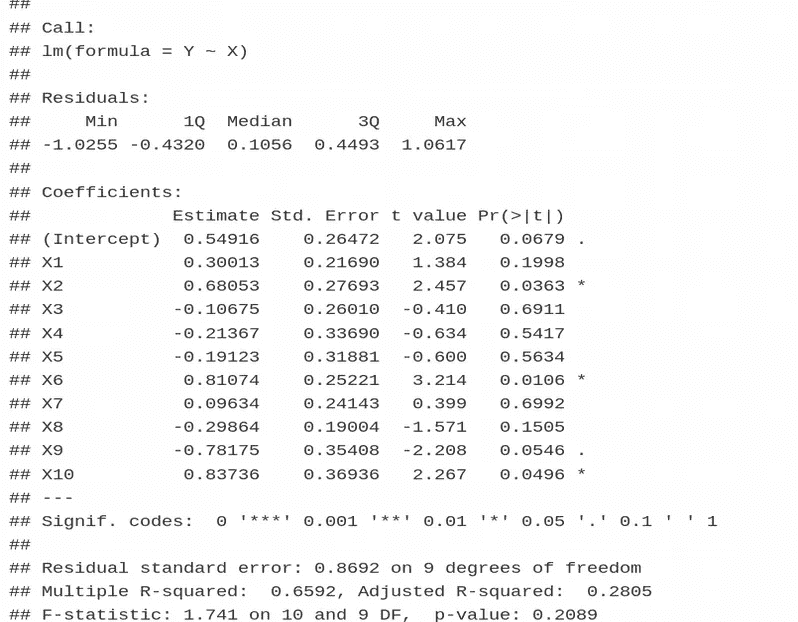 ##
## Call:
## lm(formula = Y ~ X)
##
## Residuals:
##     Min      1Q  Median      3Q     Max
## -1.0255 -0.4320  0.1056  0.4493  1.0617
##
## Coefficients:
##             Estimate Std. Error t value Pr(>|t|)
## (Intercept)  0.54916    0.26472   2.075   0.0679 .
## X1           0.30013    0.21690   1.384   0.1998
## X2           0.68053    0.27693   2.457   0.0363 *
## X3          -0.10675    0.26010  -0.410   0.6911
## X4          -0.21367    0.33690  -0.634   0.5417
## X5          -0.19123    0.31881  -0.600   0.5634
## X6           0.81074    0.25221   3.214   0.0106 *
## X7           0.09634    0.24143   0.399   0.6992
## X8          -0.29864    0.19004  -1.571   0.1505
## X9          -0.78175    0.35408  -2.208   0.0546 .
## X10          0.83736    0.36936   2.267   0.0496 *
## ---
## Signif. codes:  0 '***' 0.001 '**' 0.01 '*' 0.05 '.' 0.1 ' ' 1
##
## Residual standard error: 0.8692 on 9 degrees of freedom
## Multiple R-squared:  0.6592, Adjusted R-squared:  0.2805
## F-statistic: 1.741 on 10 and 9 DF,  p-value: 0.2089